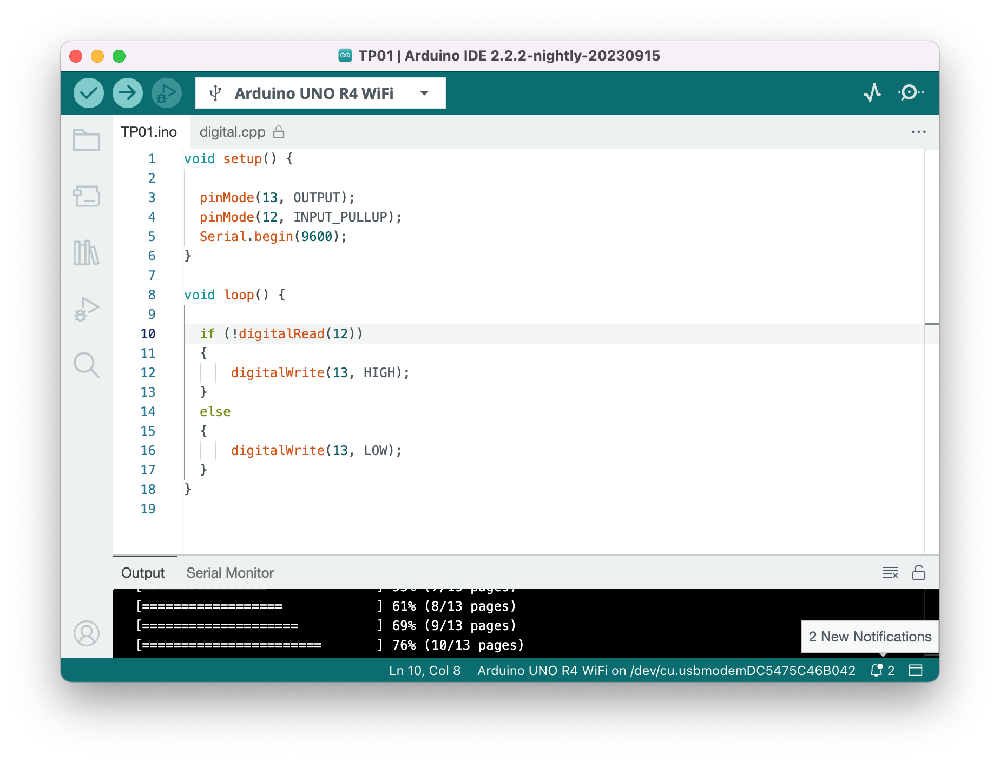 TP01 | Arduino IDE 2.2.2-nightly-20230915
Arduino UNO R4 WiFi
TP01.ino digital.cpp
1 void setup() {
2
3 pinMode(13, OUTPUT);
4 pinMode(12, INPUT_PULLUP);
5 Serial.begin(9600);
6 }
7
8 void loop() {
9
10 if (!digitalRead(12))
11 {
12 digitalWrite(13, HIGH);
13 }
14 else
15 {
16 digitalWrite(13, LOW);
17 }
18 }
19
Output Serial Monitor
[================ ] 53% (7/13 pages)
[================== ] 61% (8/13 pages)
[==================== ] 69% (9/13 pages)
[======================= ] 76% (10/13 pages)
2 New Notifications
Ln 10, Col 8 Arduino UNO R4 WiFi on /dev/cu.usbmodemDC5475C46B042 2